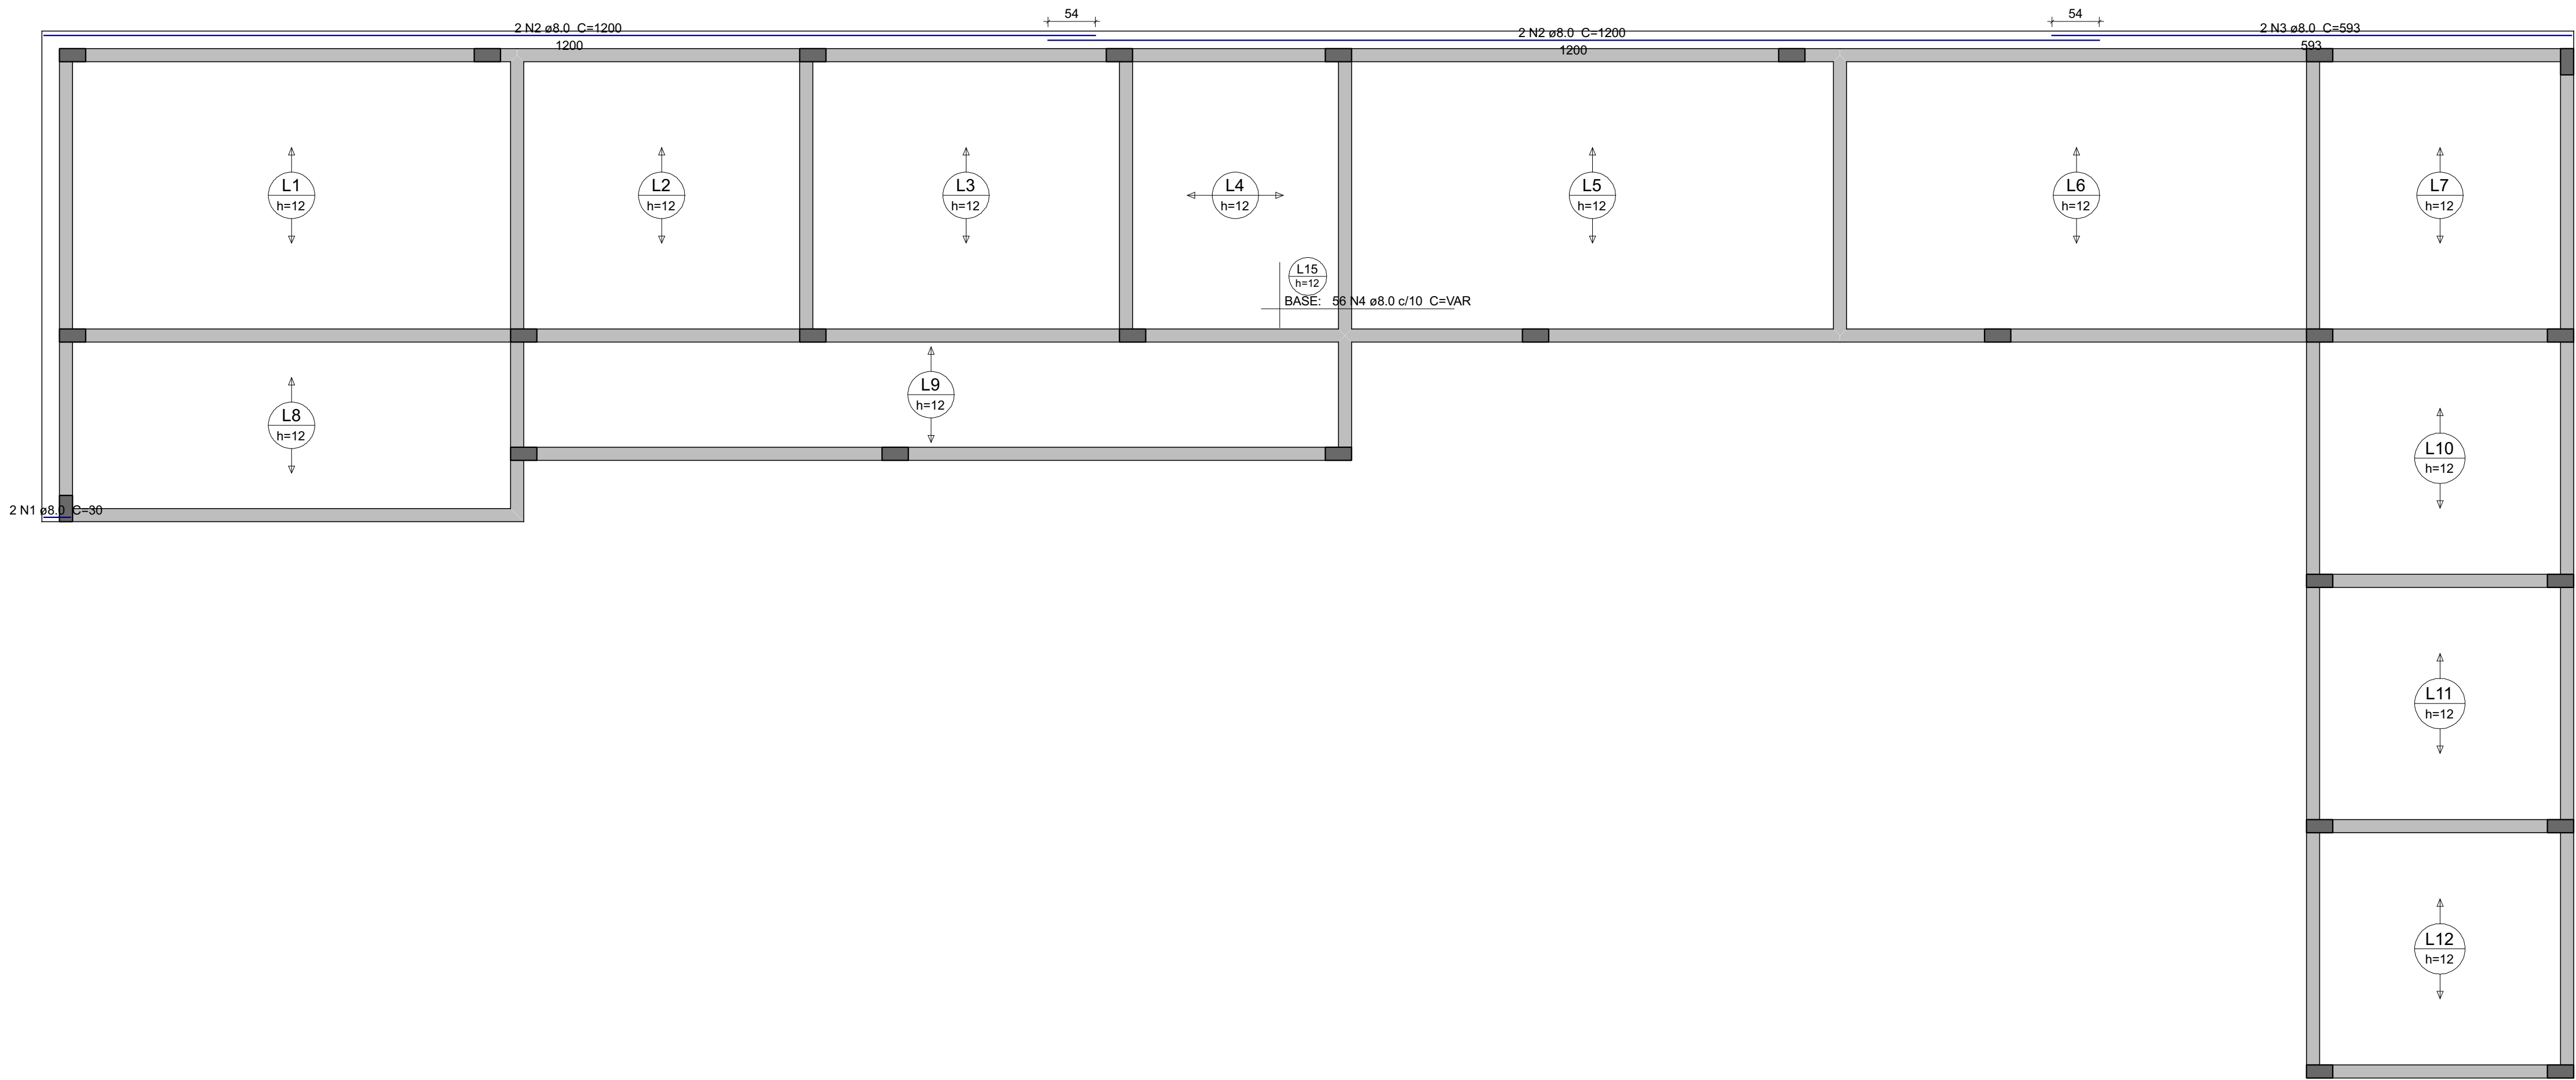 54
54
2 N2 ø8.0 C=1200
1200
2 N2 ø8.0 C=1200
1200
2 N3 ø8.0 C=593
593
L1
h=12
L2
h=12
L3
h=12
L4
h=12
L5
h=12
L6
h=12
L7
h=12
L15
h=12
BASE: 56 N4 ø8.0 c/10 C=VAR
L9
h=12
L8
h=12
L10
h=12
2 N1 ø8.0 C=30
L11
h=12
L12
h=12